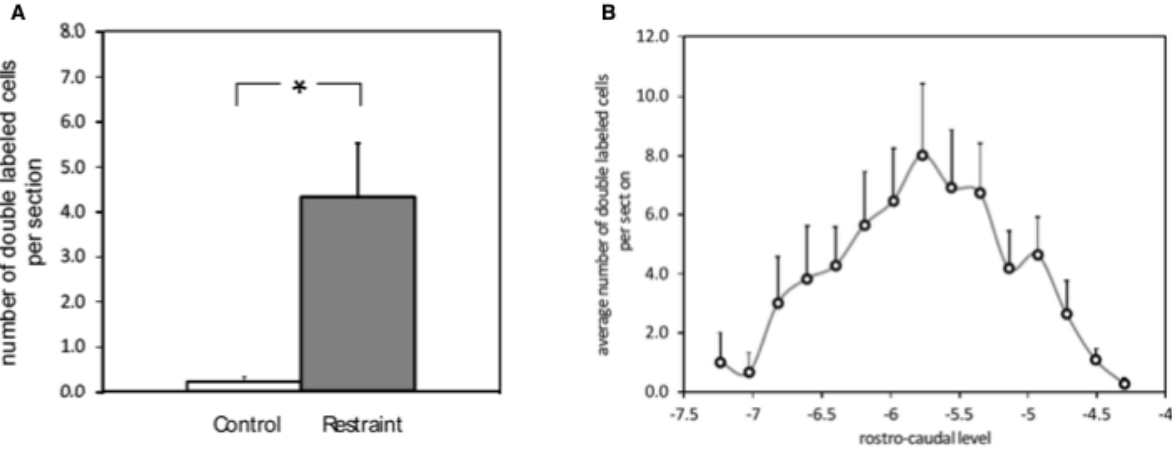 A
number of double labeled cells
per section
8.0
7.0
6.0
5.0
4.0
3.0
2.0
1.0
0.0
*
Control Restraint
B
average number of double labeled cells
per sect on
12.0
10.0
8.0
6.0
4.0
2.0
0.0
-7.5 -7 -6.5 -6 -5.5 -5 -4.5 -4
rostro-caudal level